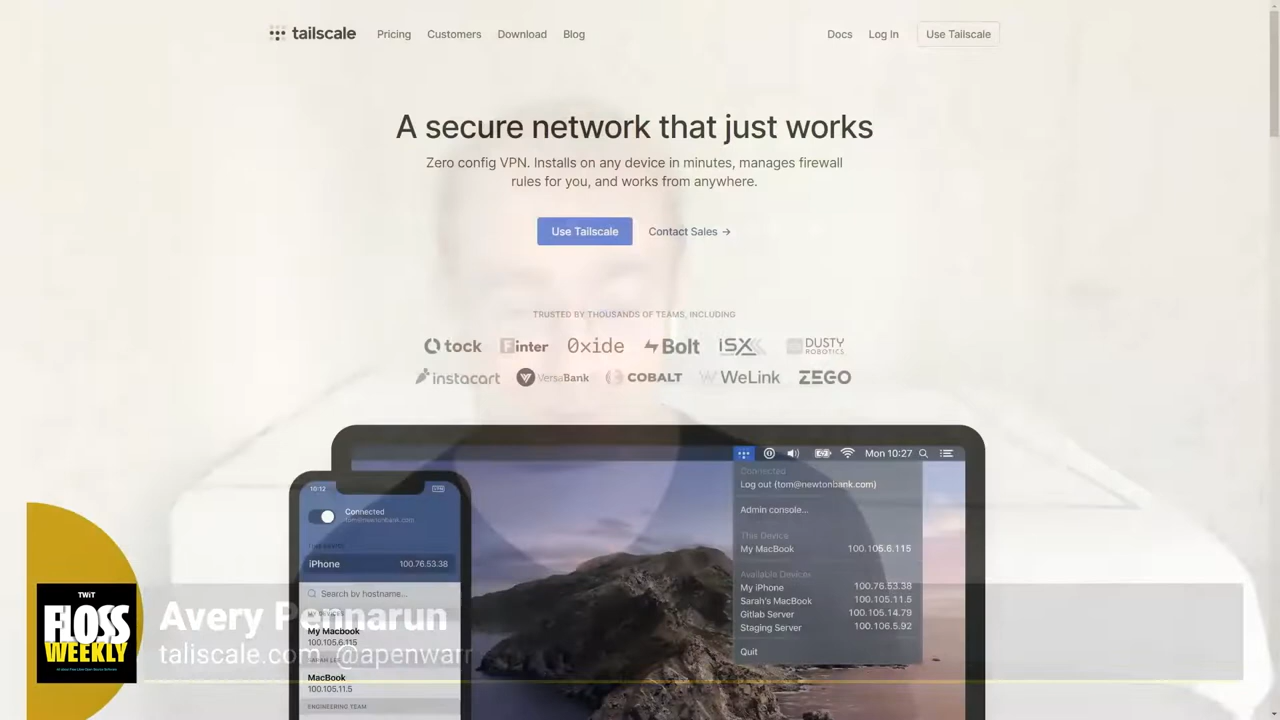 tailscale
Pricing
Customers
Download
Blog
Docs
Log In
Use Tailscale
A secure network that just works
Zero config VPN. Installs on any device in minutes, manages firewall
rules for you, and works from anywhere.
Use Tailscale
Contact Sales →
TRUSTED BY THOUSANDS OF TEAMS, INCLUDING
tock
Finter
0xide
Bolt
iSX
DUSTY
ROBOTICS
instacart
VersaBank
COBALT
WeLink
ZEGO
Mon 10:27
Connected
Log out (tom@newtonbank.com)
Admin console...
This Device
My MacBook 100.105.6.115
Available Devices
My iPhone 100.76.53.38
Sarah's MacBook 100.105.11.5
Gitlab Server 100.105.14.79
Staging Server 100.106.5.92
Quit
10:12
Connected
tom@newtonbank.com
iPhone 100.76.53.38
Search by hostname...
My Macbook
100.105.6.115
MacBook
100.105.11.5
ENGINEERING TEAM
TWiT
FLOSS
WEEKLY
Avery Pennarun
taliscale.com @apenwarr